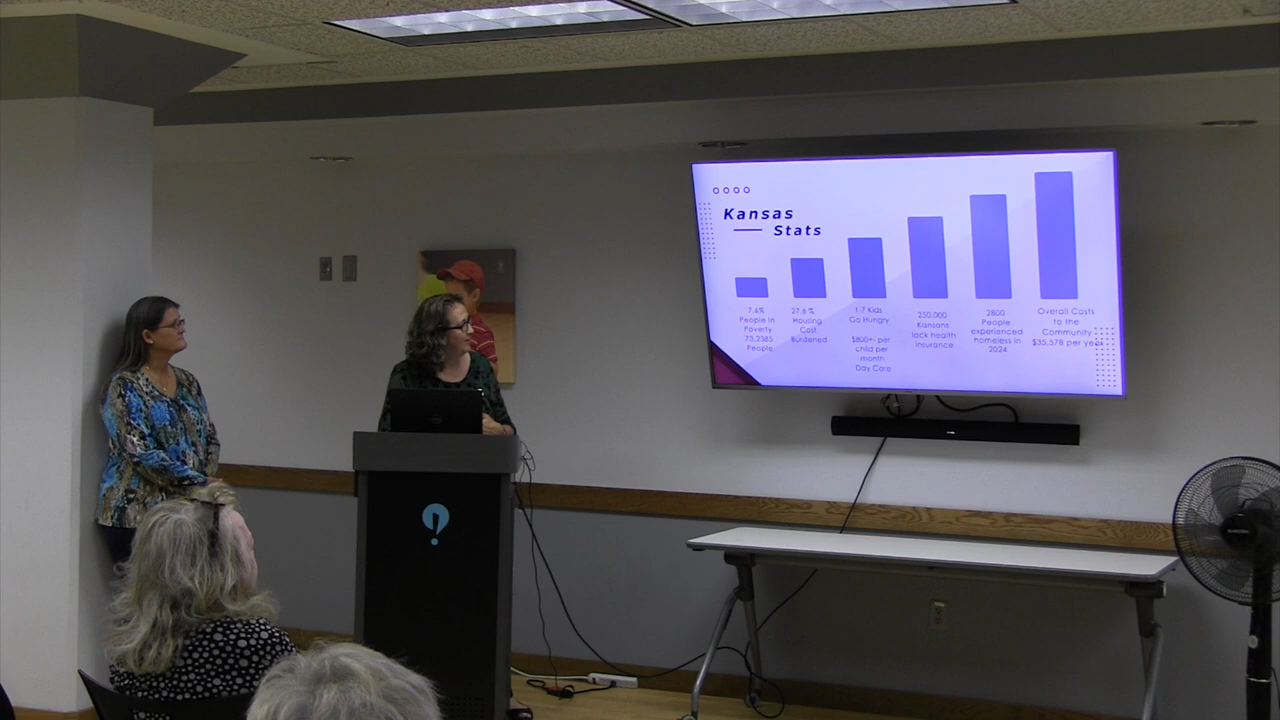 Kansas
Stats
7.6%
People in
Poverty
73,2385
People
27.6 %
Housing
Cost
Burdened
1-7 Kids
Go Hungry
$800+- per
child per
month
Day Care
250,000
Kansans
lack health
insurance
2800
People
experienced
homeless in
2024
Overall Costs
to the
Community
$35,578 per year